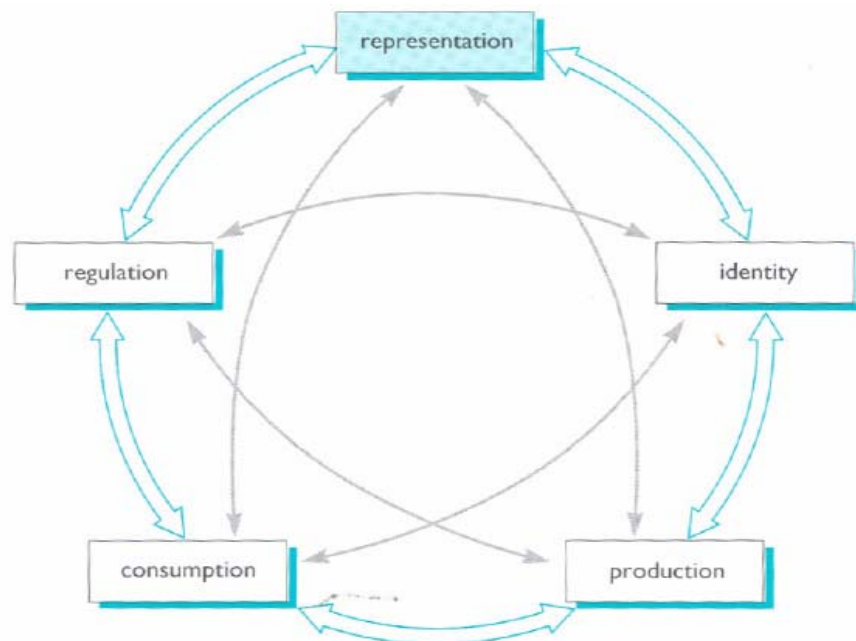 representation
regulation
identity
consumption
production